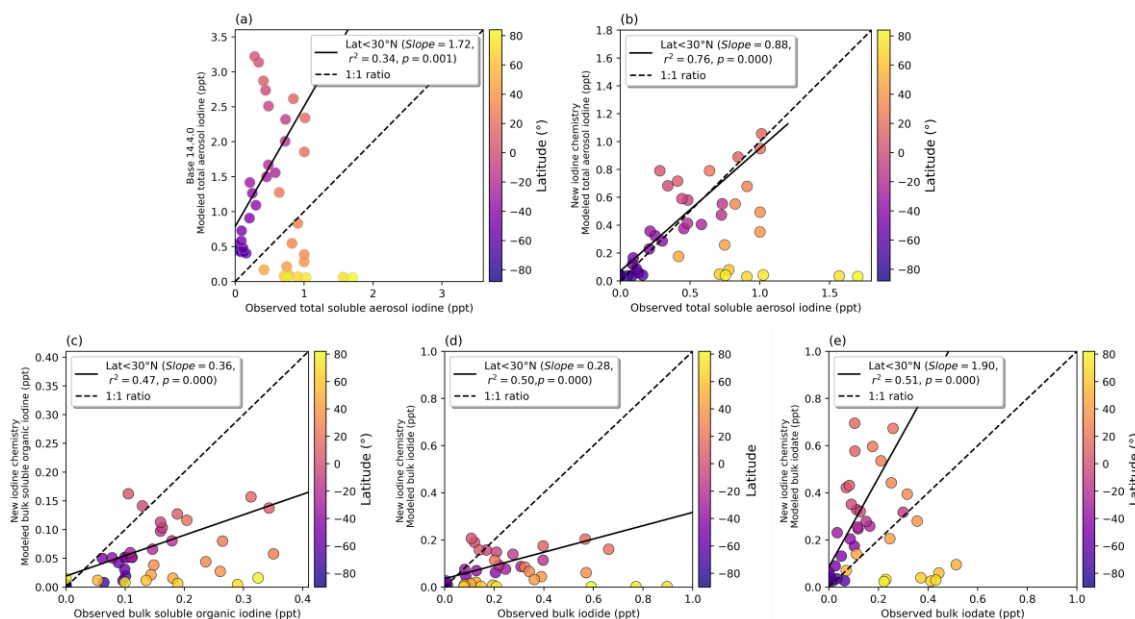 (a)
Base 14.4.0
Modeled total aerosol iodine (ppt)
3.5
3.0
2.5
2.0
1.5
1.0
0.5
0.0
Lat<30°N (Slope = 1.72,
r² = 0.34, p = 0.001)
1:1 ratio
0
1
2
3
Observed total soluble aerosol iodine (ppt)
80
60
40
20
0
−20
−40
−60
−80
Latitude (°)
(b)
New iodine chemistry
Modeled total aerosol iodine (ppt)
1.8
1.6
1.4
1.2
1.0
0.8
0.6
0.4
0.2
0.0
Lat<30°N (Slope = 0.88,
r² = 0.76, p = 0.000)
1:1 ratio
0.0
0.5
1.0
1.5
Observed total soluble aerosol iodine (ppt)
80
60
40
20
0
−20
−40
−60
−80
Latitude (°)
(c)
New iodine chemistry
Modeled bulk soluble organic iodine (ppt)
0.40
0.35
0.30
0.25
0.20
0.15
0.10
0.05
0.00
Lat<30°N (Slope = 0.36,
r² = 0.47, p = 0.000)
1:1 ratio
0.0
0.1
0.2
0.3
0.4
Observed bulk soluble organic iodine (ppt)
80
60
40
20
0
−20
−40
−60
−80
Latitude (°)
(d)
New iodine chemistry
Modeled bulk iodide (ppt)
1.0
0.8
0.6
0.4
0.2
0.0
Lat<30°N (Slope = 0.28,
r² = 0.50,p = 0.000)
1:1 ratio
0.0
0.2
0.4
0.6
0.8
1.0
Observed bulk iodide (ppt)
80
60
40
20
0
−20
−40
−60
−80
Latitude
(e)
New iodine chemistry
Modeled bulk iodate (ppt)
1.0
0.8
0.6
0.4
0.2
0.0
Lat<30°N (Slope = 1.90,
r² = 0.51, p = 0.000)
1:1 ratio
0.0
0.2
0.4
0.6
0.8
1.0
Observed bulk iodate (ppt)
80
60
40
20
0
−20
−40
−60
−80
Latitude (°)